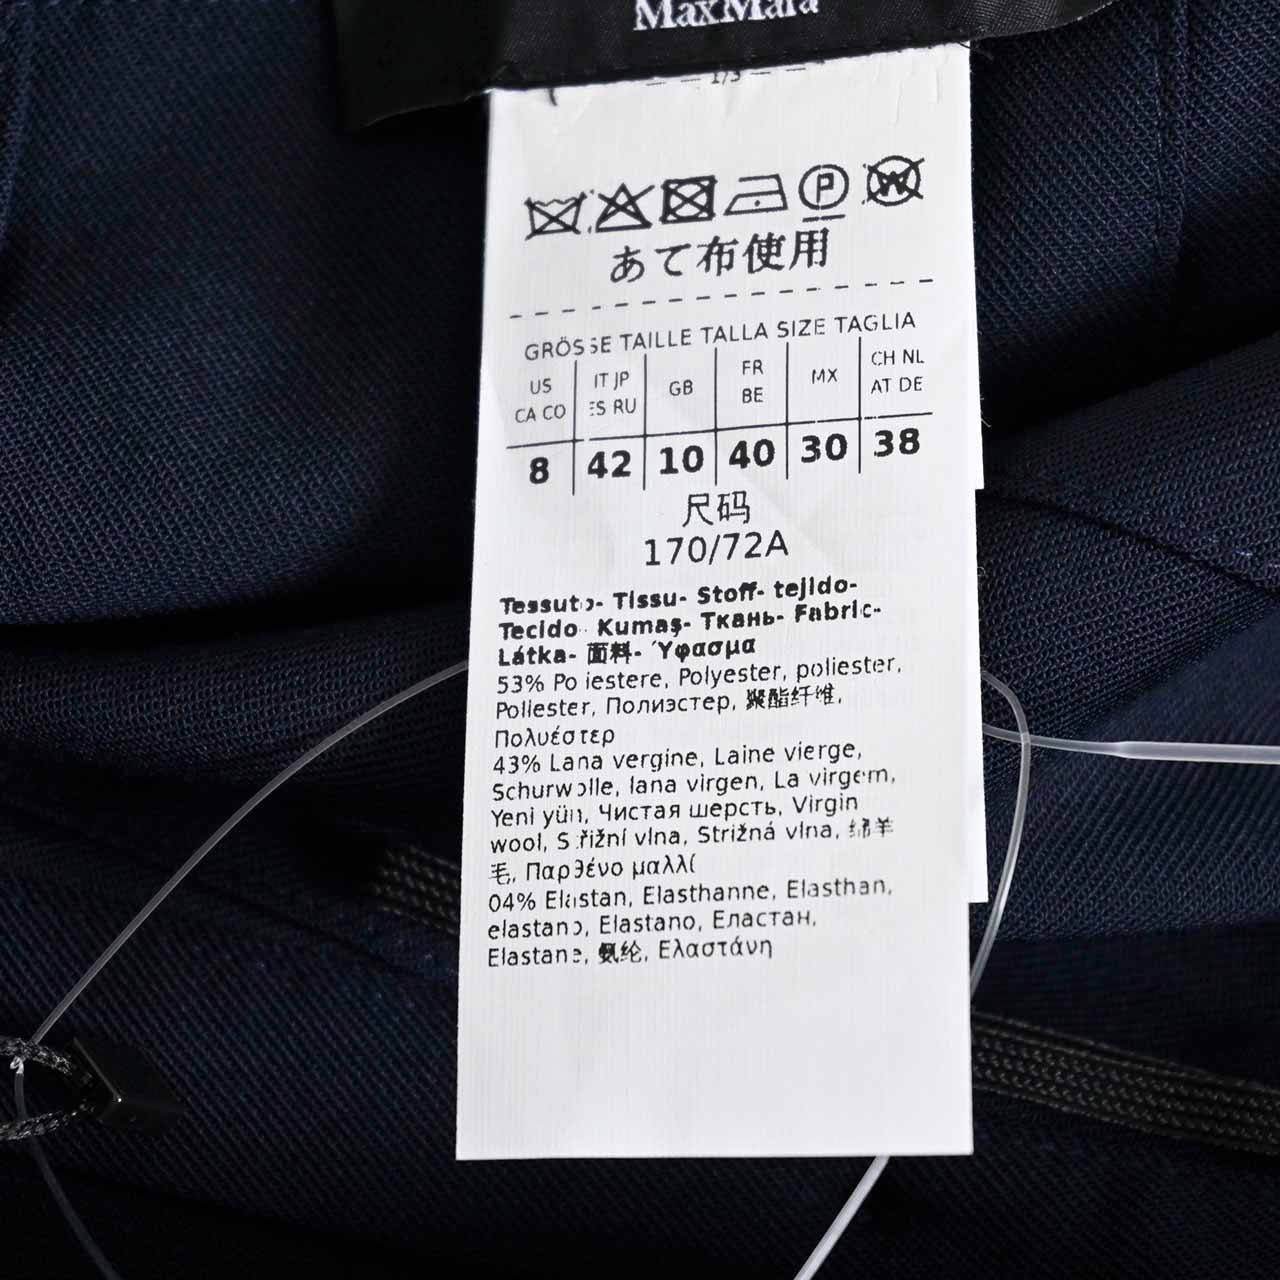 MaxMara
1/3
P
W
あて布使用
GRÖSSE TAILLE TALLA SIZE TAGLIA
US CA CO
IT JP ES RU
GB
FR BE
MX
CH NL AT DE
8 42 10 40 30 38
尺码
170/72A
Tessuto- Tissu- Stoff- tejido-
Tecido- Kumaş- Ткань- Fabric-
Látka- 面料- Ύφασμα
53% Poliestere, Polyester, poliester,
Poliester, Полиэстер, 聚酯纤维,
Πολυέστερ
43% Lana vergine, Laine vierge,
Schurwolle, lana virgen, La virgem,
Yeni yün, Чистая шерсть, Virgin
wool, Střižní vlna, Strižná vlna, 绵羊
毛, Παρθένο μαλλί
04% Elastan, Elasthanne, Elasthan,
elastano, Elastano, Еластан,
Elastane, 氨纶, Ελαστάνη